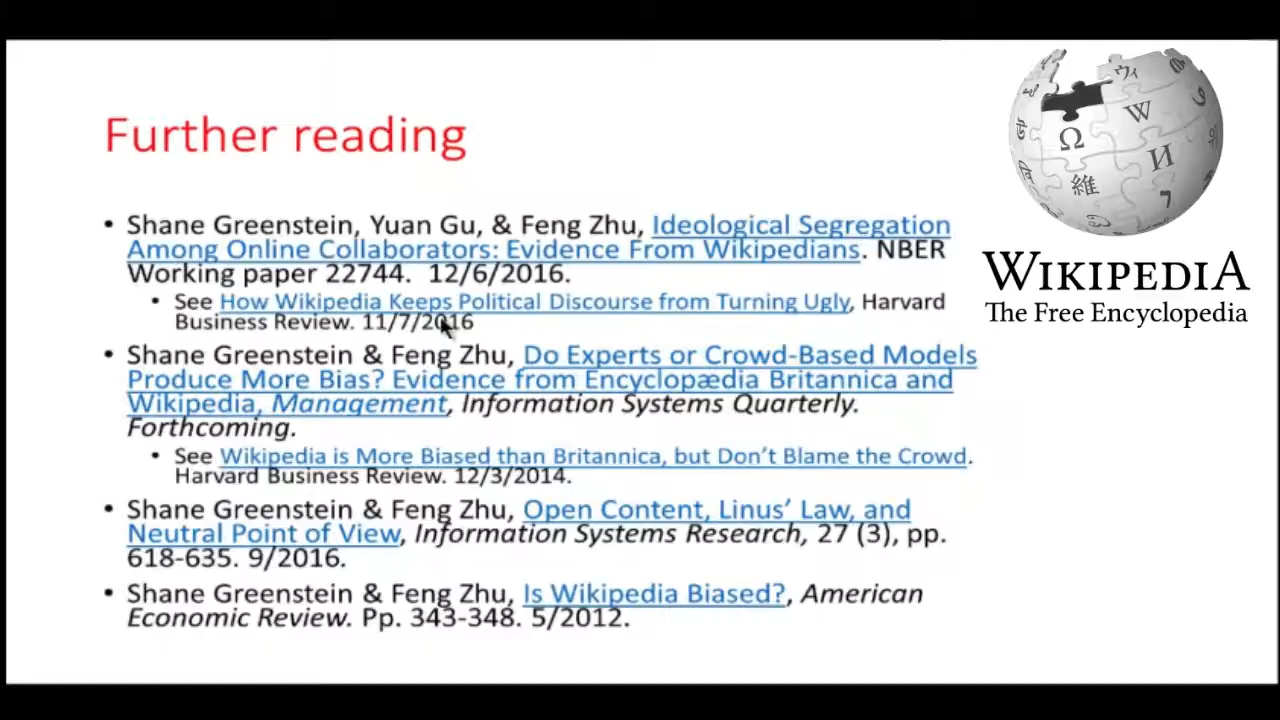 Further reading
• Shane Greenstein, Yuan Gu, & Feng Zhu, Ideological Segregation
Among Online Collaborators: Evidence From Wikipedians. NBER
Working paper 22744. 12/6/2016.
• See How Wikipedia Keeps Political Discourse from Turning Ugly, Harvard
Business Review. 11/7/2016
• Shane Greenstein & Feng Zhu, Do Experts or Crowd-Based Models
Produce More Bias? Evidence from Encyclopædia Britannica and
Wikipedia, Management, Information Systems Quarterly.
Forthcoming.
• See Wikipedia is More Biased than Britannica, but Don’t Blame the Crowd.
Harvard Business Review. 12/3/2014.
• Shane Greenstein & Feng Zhu, Open Content, Linus’ Law, and
Neutral Point of View, Information Systems Research, 27 (3), pp.
618-635. 9/2016.
• Shane Greenstein & Feng Zhu, Is Wikipedia Biased?, American
Economic Review. Pp. 343-348. 5/2012.
Ω W
維 И
WIKIPEDIA
The Free Encyclopedia